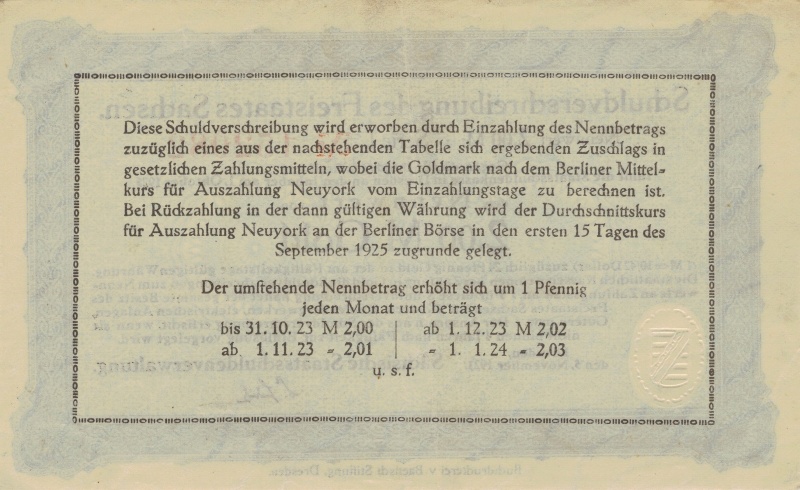 Diese Schuldverschreibung wird erworben durch Einzahlung des Nennbetrags
zuzüglich eines aus der nachstehenden Tabelle sich ergebenden Zuschlags in
gesetzlichen Zahlungsmitteln, wobei die Goldmark nach dem Berliner Mittel=
kurs für Auszahlung Neuyork vom Einzahlungstage zu berechnen ist.
Bei Rückzahlung in der dann gültigen Währung wird der Durchschnittskurs
für Auszahlung Neuyork an der Berliner Börse in den ersten 15 Tagen des
September 1925 zugrunde gelegt.
Der umstehende Nennbetrag erhöht sich um 1 Pfennig
jeden Monat und beträgt
bis 31.10.23 M 2,00 | ab 1.12.23 M 2,02
ab 1.11.23 = 2,01 | = 1. 1.24 = 2,03
u. s. f.
Buchdruckerei v. Baensch Stiftung, Dresden.